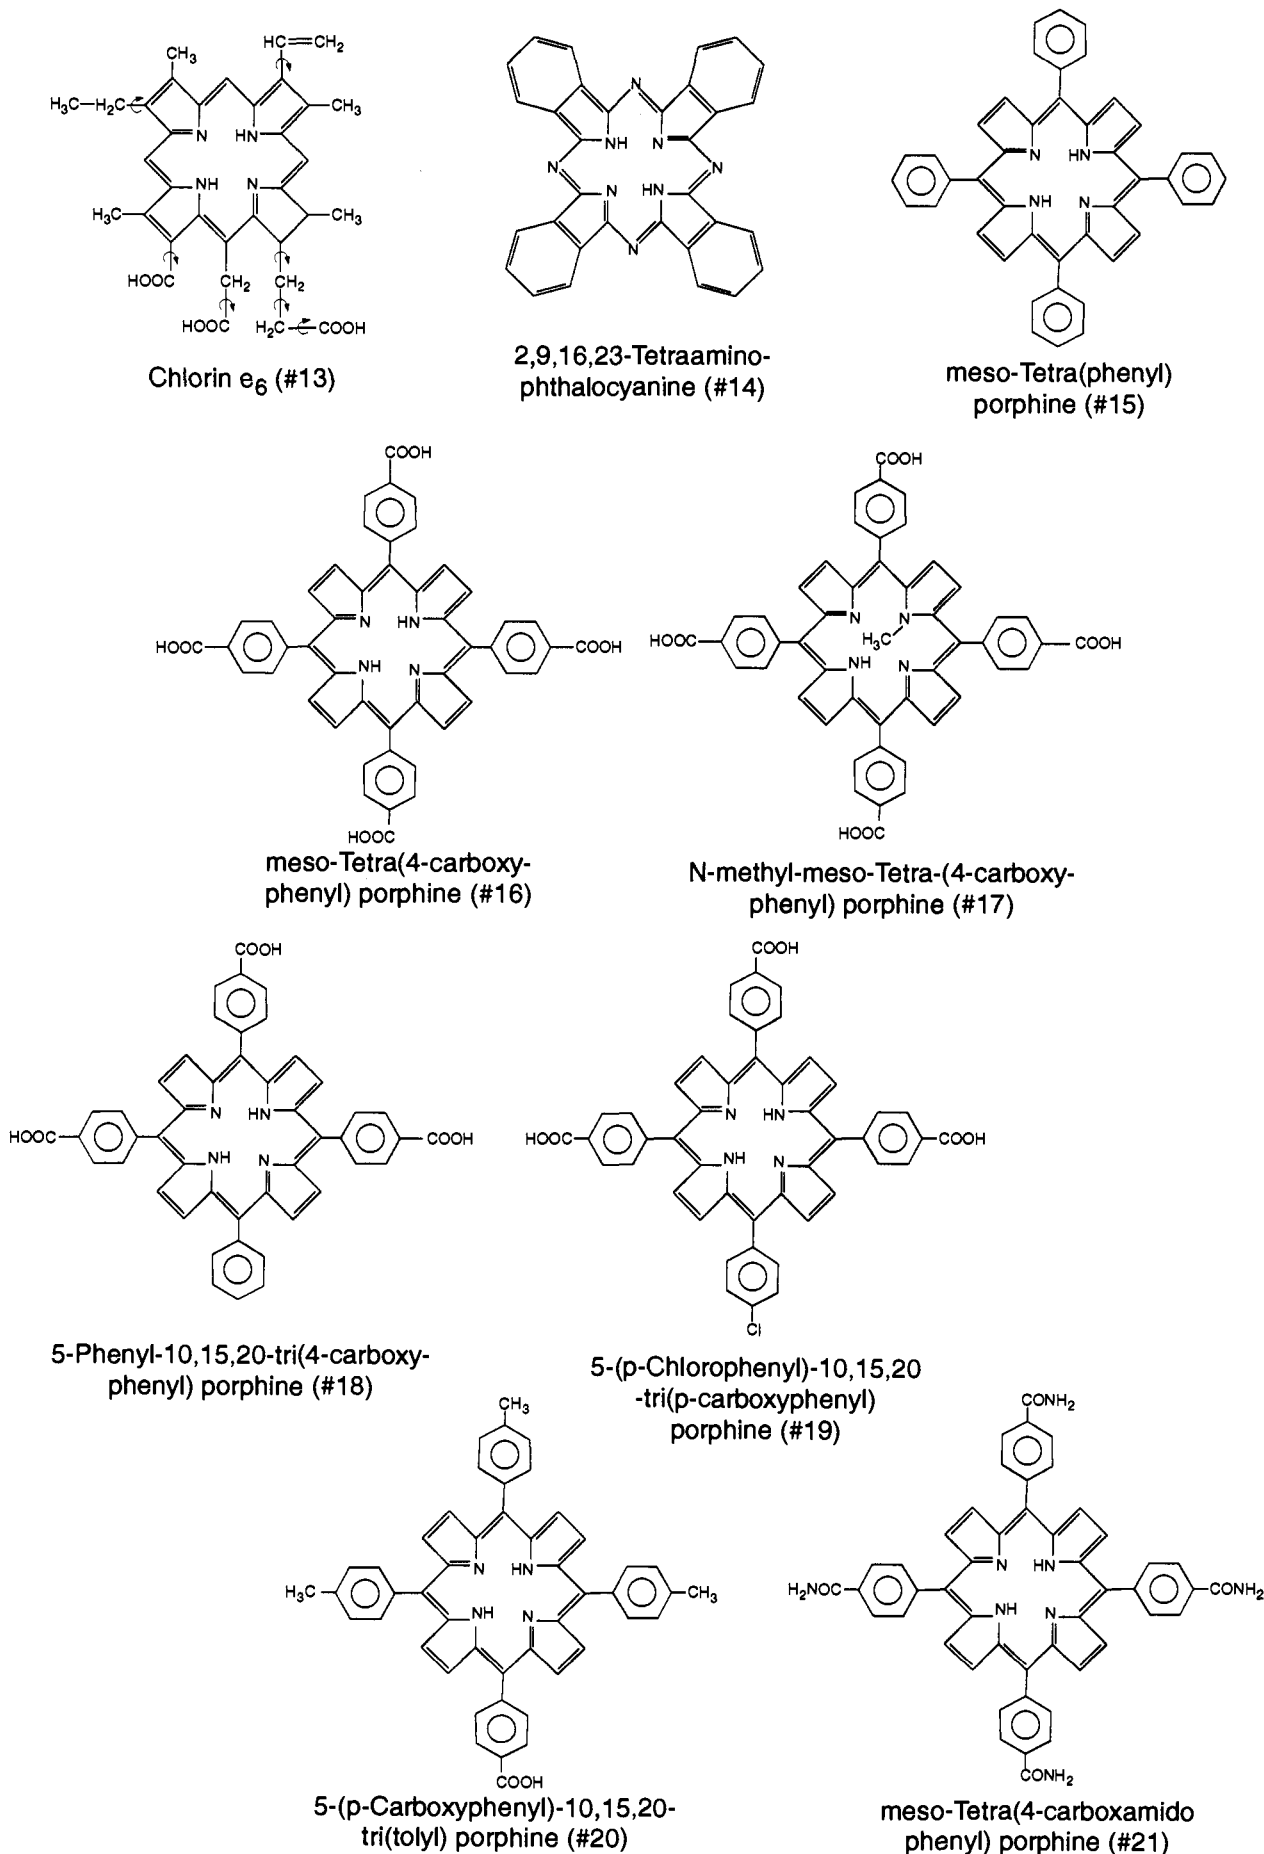 HC=CH2
CH3
H3C-H2C
CH3
N HN
NH N
H3C
CH3
HOOC
CH2
CH2
HOOC
H2C
COOH
Chlorin e6 (#13)
N
NH N
N
N
N HN
N
2,9,16,23-Tetraamino-
phthalocyanine (#14)
N HN
NH N
meso-Tetra(phenyl)
porphine (#15)
COOH
N HN
HOOC
COOH
NH N
HOOC
meso-Tetra(4-carboxy-
phenyl) porphine (#16)
COOH
N N
H3C
HOOC
COOH
NH N
HOOC
N-methyl-meso-Tetra-(4-carboxy-
phenyl) porphine (#17)
COOH
N HN
HOOC
COOH
NH N
5-Phenyl-10,15,20-tri(4-carboxy-
phenyl) porphine (#18)
COOH
N HN
HOOC
COOH
NH N
Cl
5-(p-Chlorophenyl)-10,15,20
-tri(p-carboxyphenyl)
porphine (#19)
CH3
N HN
H3C
CH3
NH N
COOH
5-(p-Carboxyphenyl)-10,15,20-
tri(tolyl) porphine (#20)
CONH2
N HN
H2NOC
CONH2
NH N
CONH2
meso-Tetra(4-carboxamido
phenyl) porphine (#21)